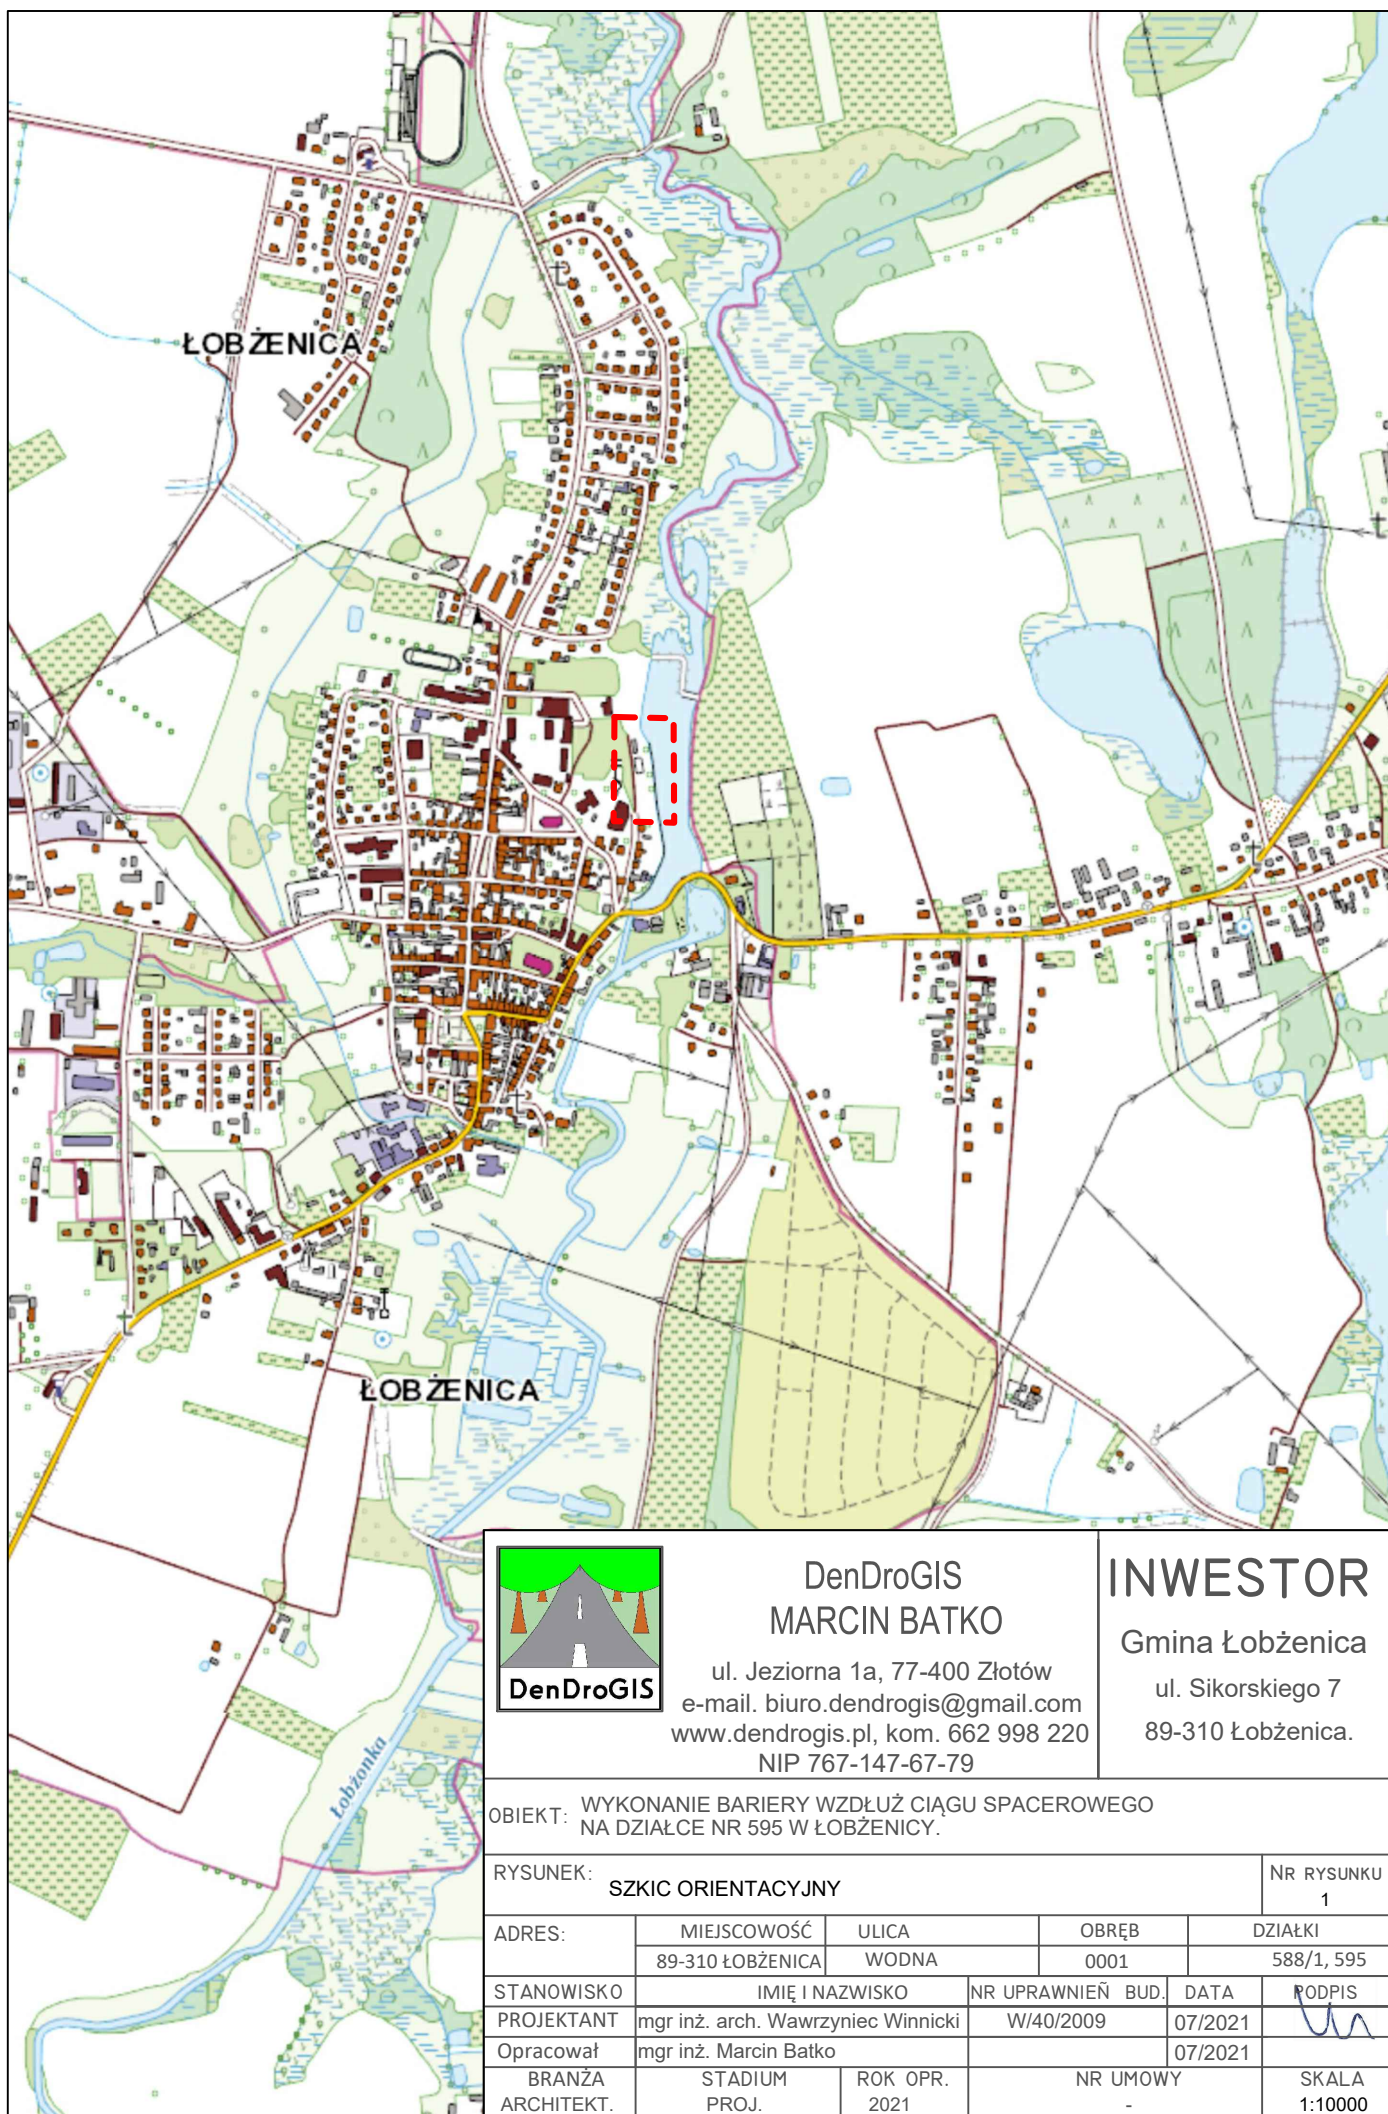 ŁOBŻENICA
ŁOBŻENICA
Łobżonka
DenDroGIS
DenDroGIS
MARCIN BATKO
ul. Jeziorna 1a, 77-400 Złotów
e-mail. biuro.dendrogis@gmail.com
www.dendrogis.pl, kom. 662 998 220
NIP 767-147-67-79
INWESTOR
Gmina Łobżenica
ul. Sikorskiego 7
89-310 Łobżenica.
OBIEKT: WYKONANIE BARIERY WZDŁUŻ CIĄGU SPACEROWEGO
NA DZIAŁCE NR 595 W ŁOBŻENICY.
RYSUNEK: SZKIC ORIENTACYJNY
NR RYSUNKU
1
ADRES: MIEJSCOWOŚĆ ULICA OBRĘB DZIAŁKI
89-310 ŁOBŻENICA WODNA 0001 588/1, 595
STANOWISKO IMIĘ I NAZWISKO NR UPRAWNIEŃ BUD. DATA PODPIS
PROJEKTANT mgr inż. arch. Wawrzyniec Winnicki W/40/2009 07/2021
Opracował mgr inż. Marcin Batko 07/2021
BRANŻA STADIUM ROK OPR. NR UMOWY SKALA
ARCHITEKT. PROJ. 2021 - 1:10000